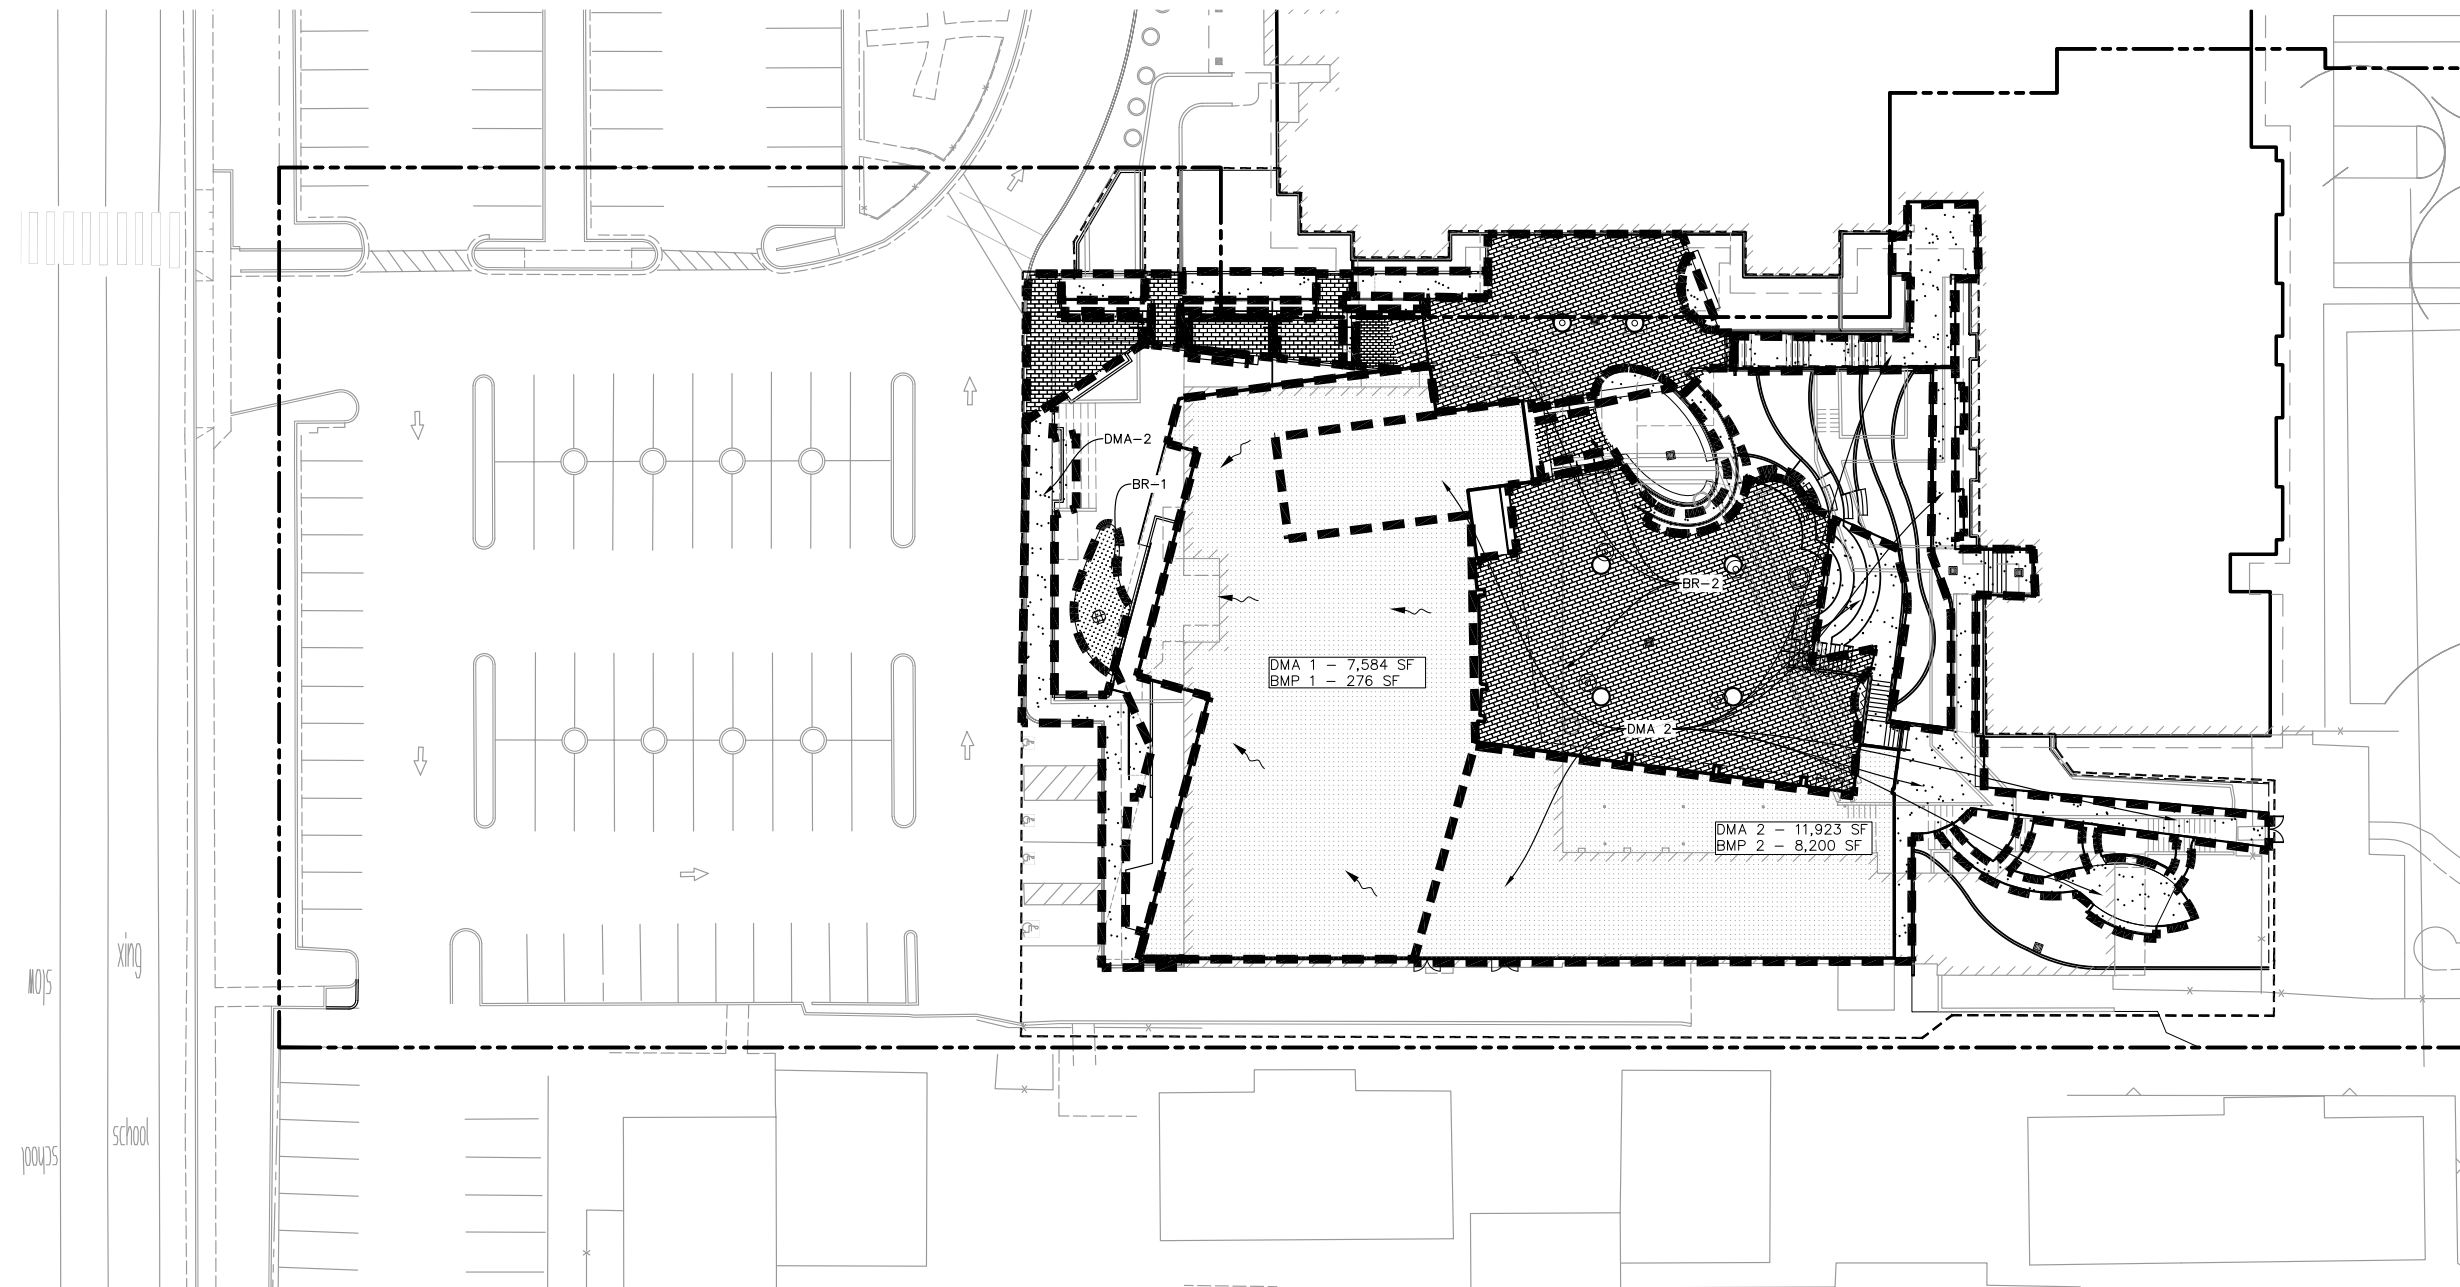 DMA-2
BR-1
BR-2
DMA 1 - 7,584 SF
BMP 1 - 276 SF
DMA 2
DMA 2 - 11,923 SF
BMP 2 - 8,200 SF
xing
slow
school
school